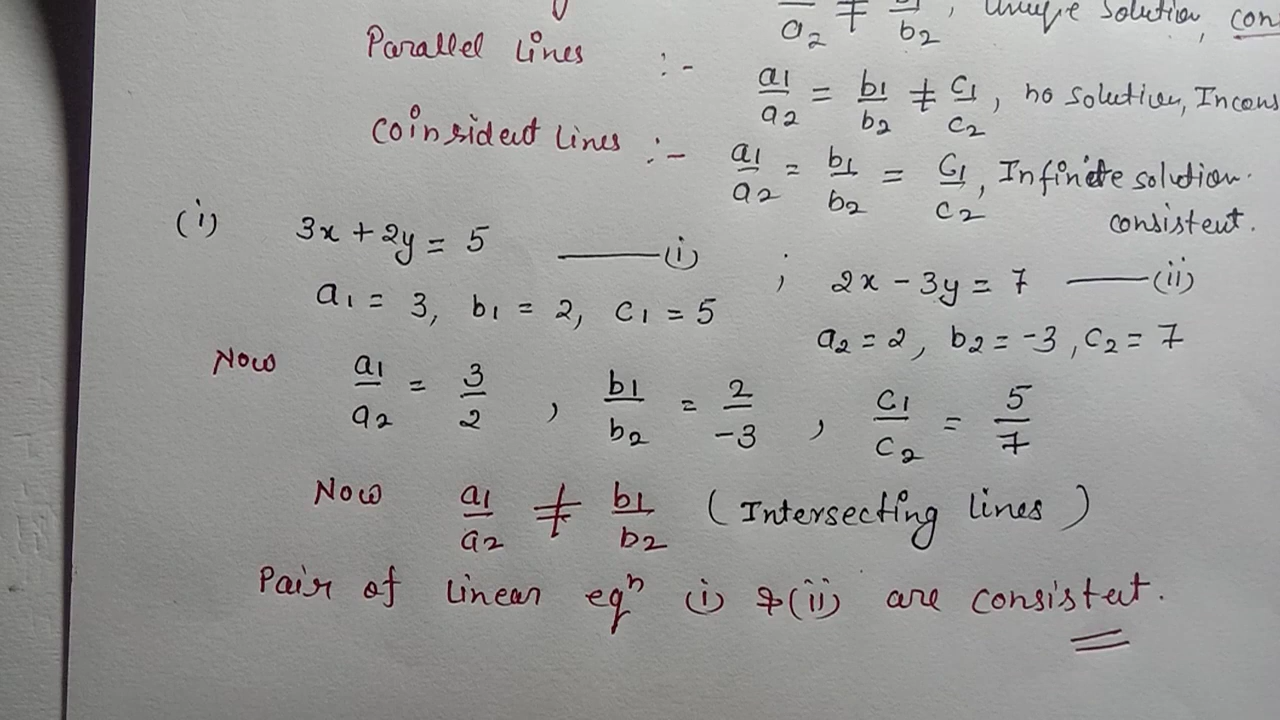 a2 ≠ b2 , Unique solution,
Parallel Lines :- a1/a2 = b1/b2 ≠ c1/c2, no solution,
Coinsident Lines :- a1/a2 = b1/b2 = c1/c2, Infinite solution.
consistent.
(i) 3x + 2y = 5 ——(i) ; 2x - 3y = 7 ——(ii)
a1 = 3, b1 = 2, c1 = 5
a2 = 2, b2 = -3, c2 = 7
Now a1/a2 = 3/2 , b1/b2 = 2/-3 , c1/c2 = 5/7
Now a1/a2 ≠ b1/b2 (Intersecting lines)
Pair of Linear eqn (i) & (ii) are consistent.